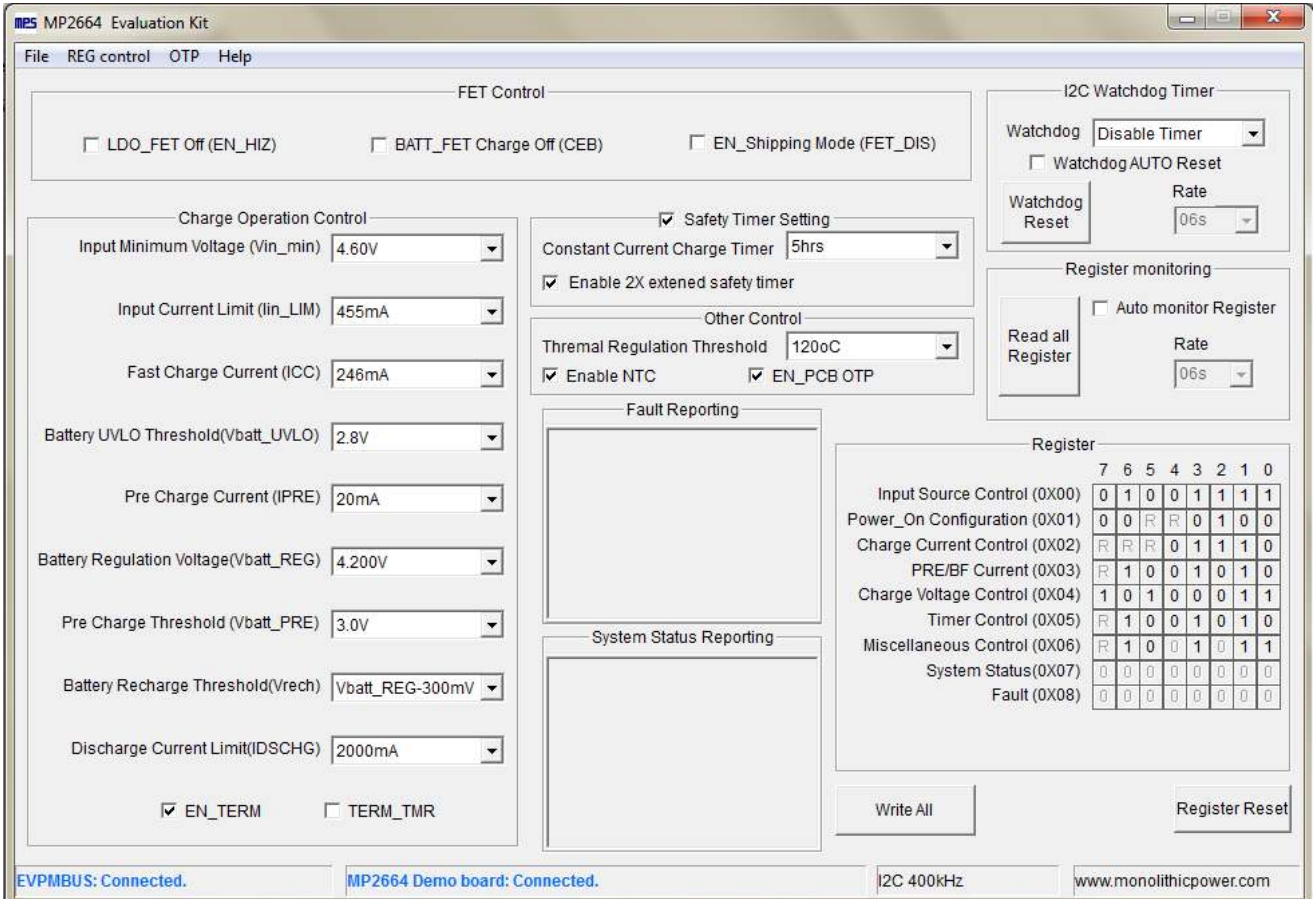 mps MP2664 Evaluation Kit
File REG control OTP Help
FET Control
LDO_FET Off (EN_HIZ)
BATT_FET Charge Off (CEB)
EN_Shipping Mode (FET_DIS)
I2C Watchdog Timer
Watchdog Disable Timer
Watchdog AUTO Reset
Watchdog Reset
Rate
06s
Charge Operation Control
Input Minimum Voltage (Vin_min) 4.60V
Input Current Limit (Iin_LIM) 455mA
Fast Charge Current (ICC) 246mA
Battery UVLO Threshold(Vbatt_UVLO) 2.8V
Pre Charge Current (IPRE) 20mA
Battery Regulation Voltage(Vbatt_REG) 4.200V
Pre Charge Threshold (Vbatt_PRE) 3.0V
Battery Recharge Threshold(Vrech) Vbatt_REG-300mV
Discharge Current Limit(IDSCHG) 2000mA
EN_TERM TERM_TMR
Safety Timer Setting
Constant Current Charge Timer 5hrs
Enable 2X extened safety timer
Other Control
Thremal Regulation Threshold 120oC
Enable NTC EN_PCB OTP
Fault Reporting
System Status Reporting
Register monitoring
Read all Register
Auto monitor Register
Rate
06s
Register
7 6 5 4 3 2 1 0
Input Source Control (0X00) 0 1 0 0 1 1 1 1
Power_On Configuration (0X01) 0 0 R R 0 1 0 0
Charge Current Control (0X02) R R R 0 1 1 1 0
PRE/BF Current (0X03) R 1 0 0 1 0 1 0
Charge Voltage Control (0X04) 1 0 1 0 0 0 1 1
Timer Control (0X05) R 1 0 0 1 0 1 0
Miscellaneous Control (0X06) R 1 0 0 1 0 1 1
System Status(0X07) 0 0 0 0 0 0 0 0
Fault (0X08) 0 0 0 0 0 0 0 0
Write All
Register Reset
EVPMBUS: Connected.
MP2664 Demo board: Connected.
I2C 400kHz
www.monolithicpower.com